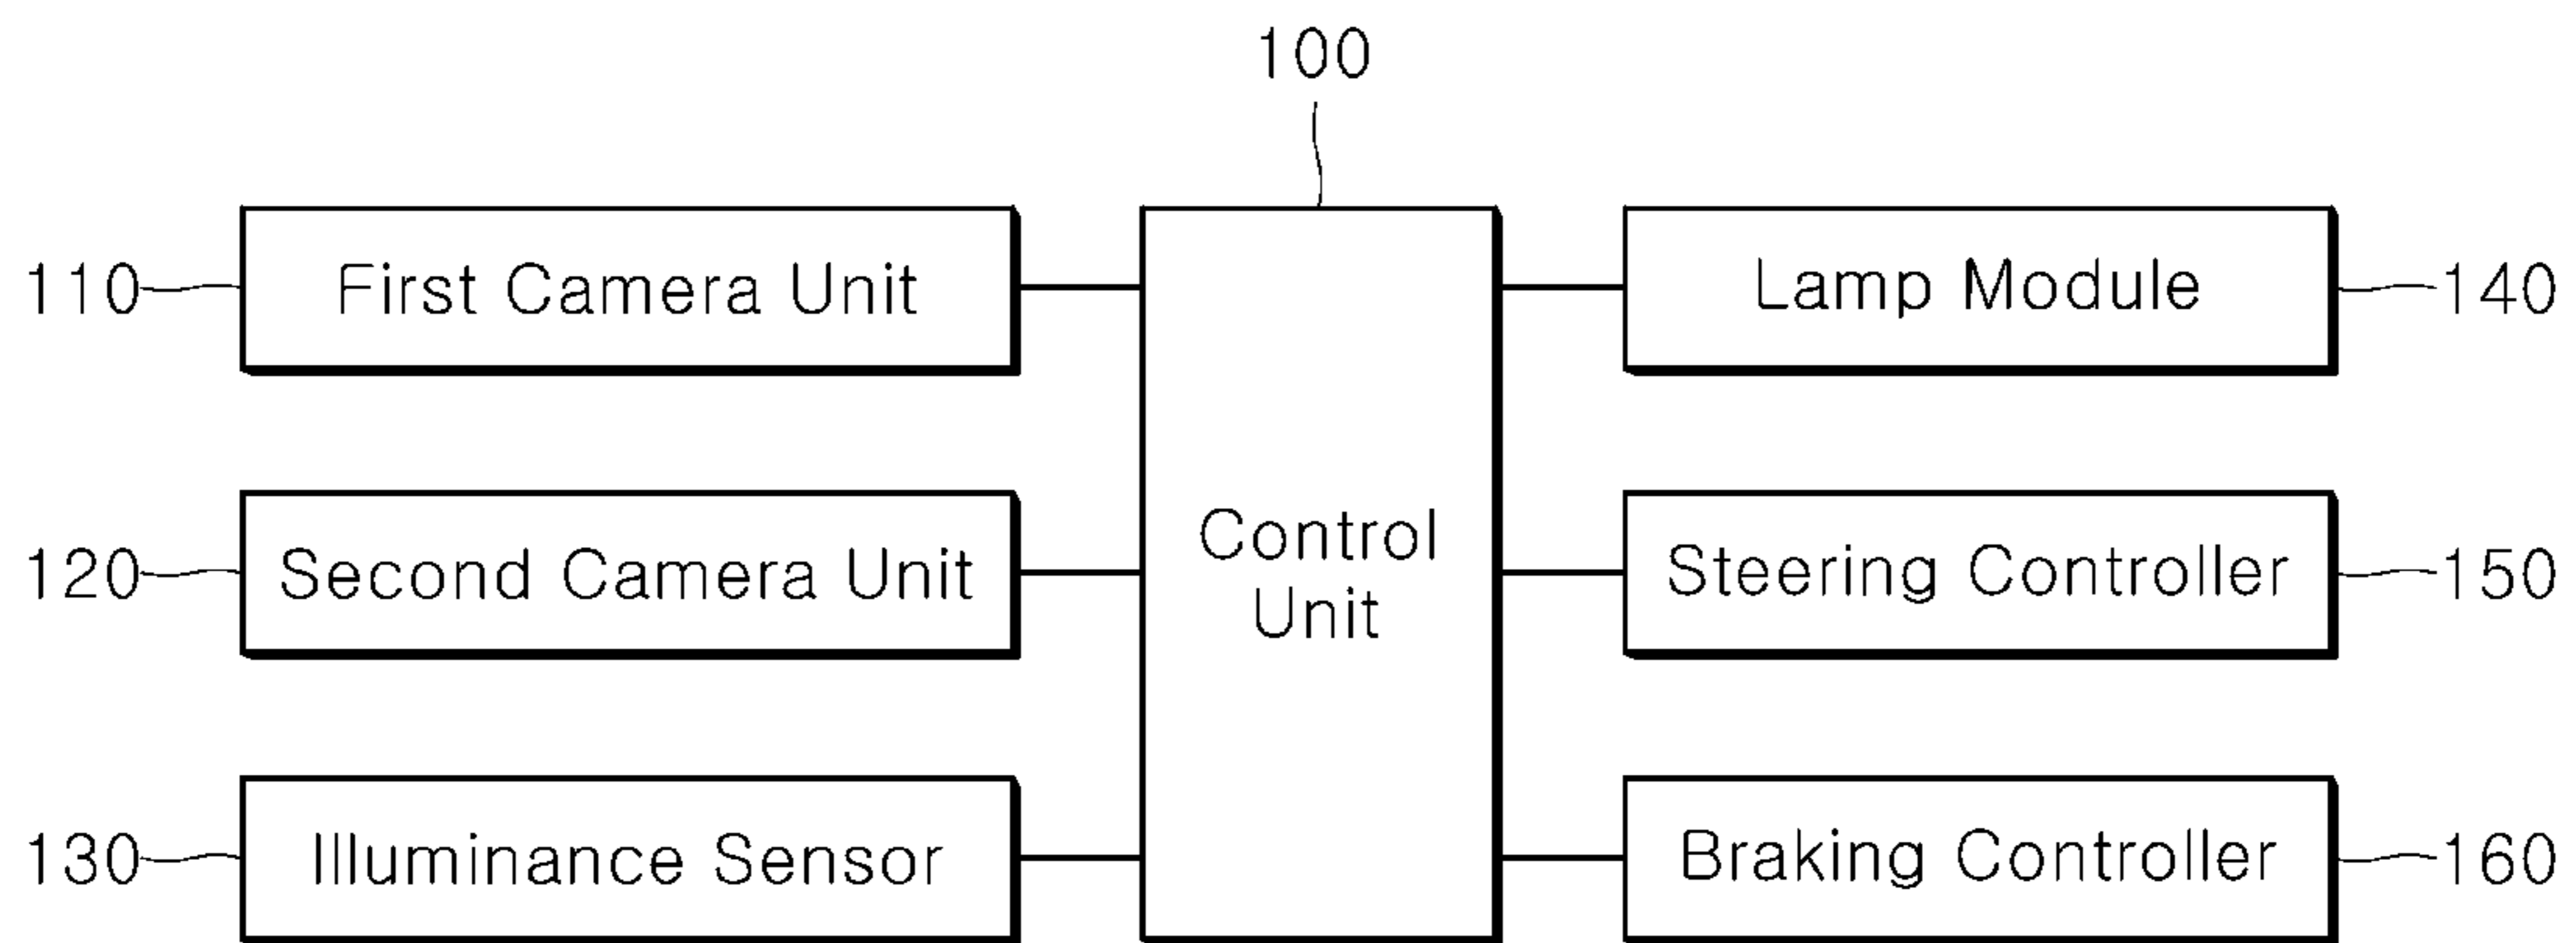 100
110
First Camera Unit
Lamp Module
140
120
Second Camera Unit
Control
Unit
Steering Controller
150
130
Illuminance Sensor
Braking Controller
160